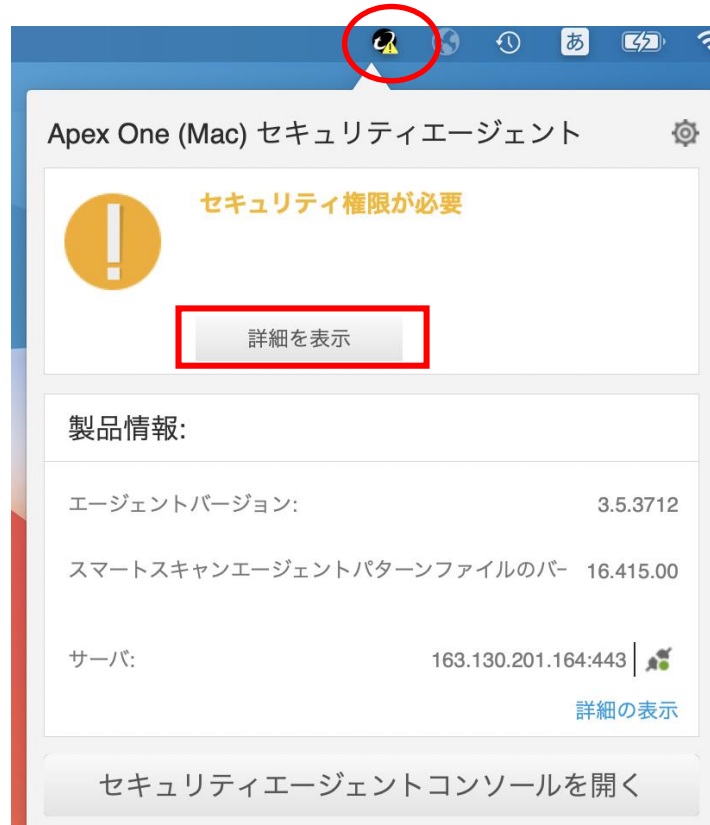 あ
Apex One (Mac) セキュリティエージェント
セキュリティ権限が必要
詳細を表示
製品情報:
エージェントバージョン: 3.5.3712
スマートスキャンエージェントパターンファイルのバー 16.415.00
サーバ: 163.130.201.164:443
詳細の表示
セキュリティエージェントコンソールを開く